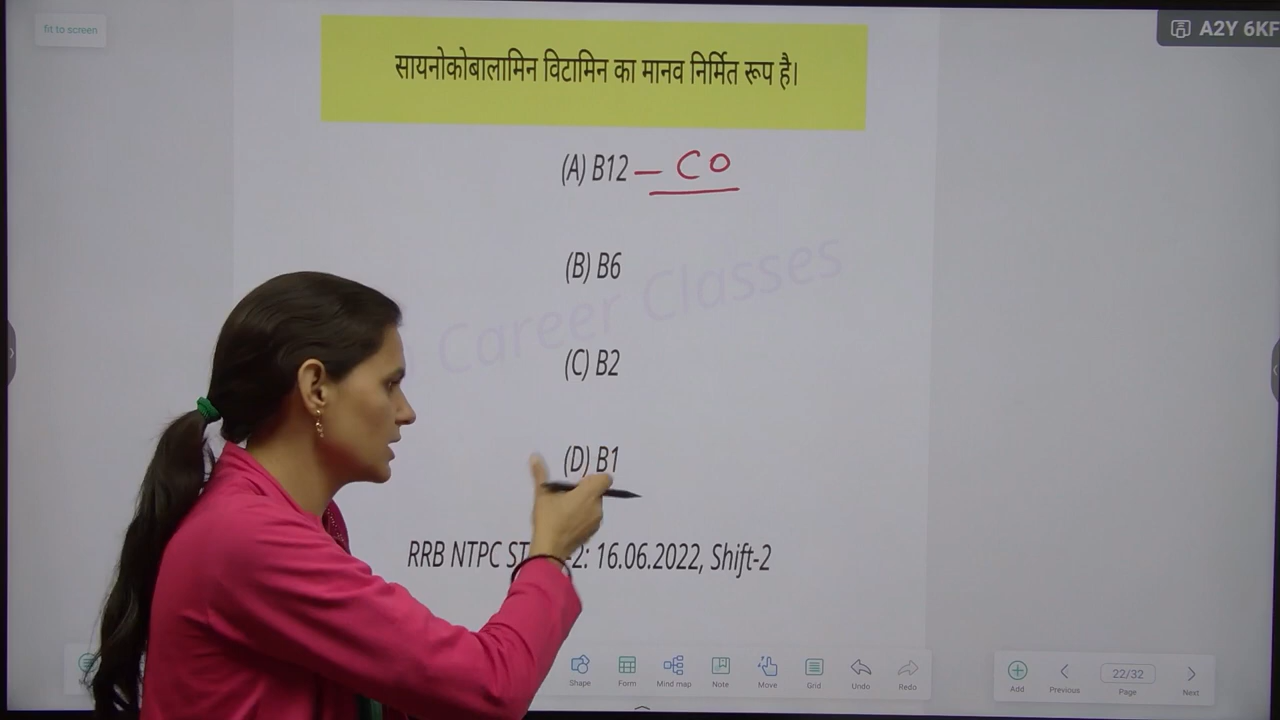 fit to screen
A2Y 6KF
सायनोकोबालामिन विटामिन का मानव निर्मित रूप है।
(A) B12 – CO
(B) B6
Career Classes
(C) B2
(D) B1
RRB NTPC ST -2: 16.06.2022, Shift-2
Shape Form Mind map Note Move Grid Undo Redo
Add Previous 22/32 Page Next